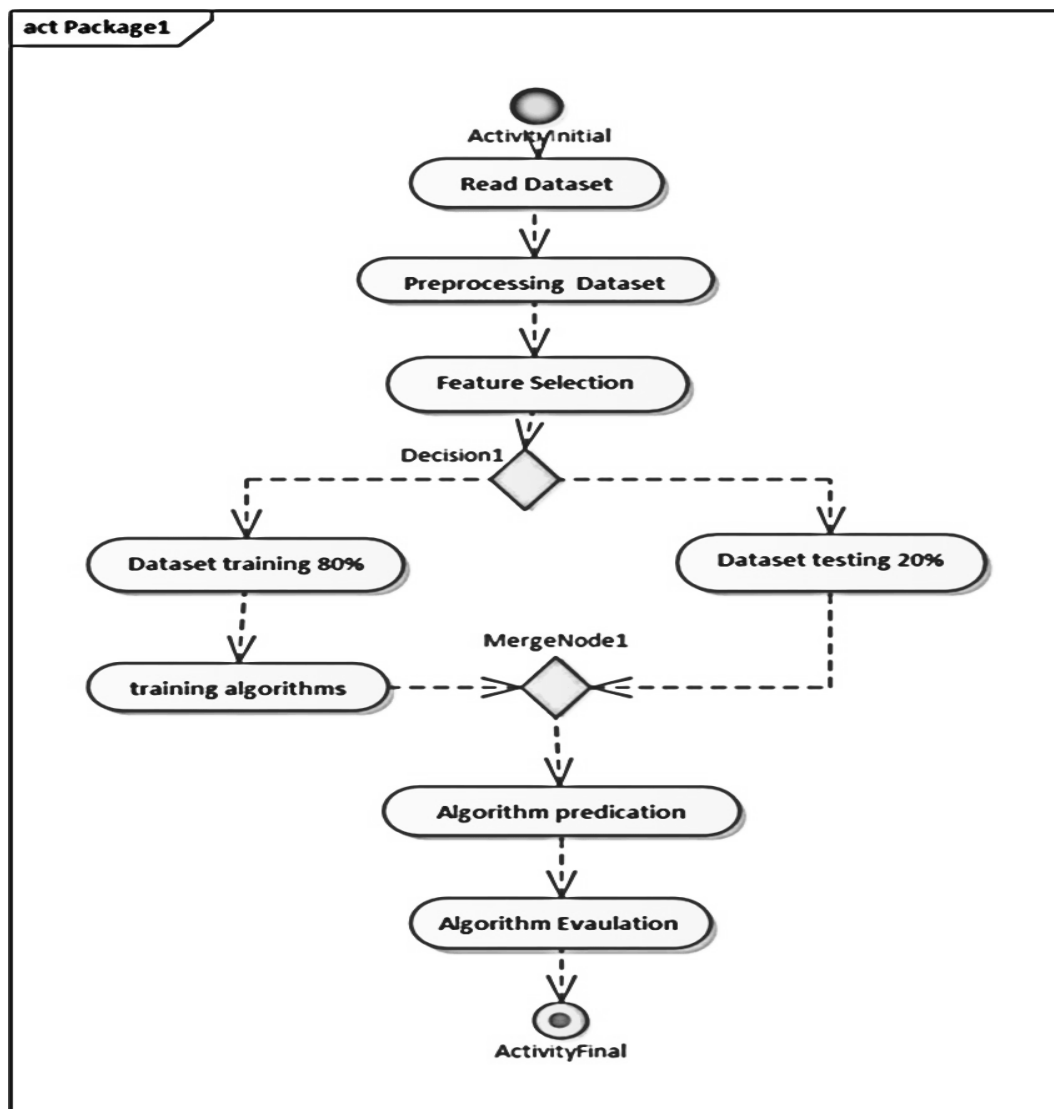 act Package1
ActivityInitial
Read Dataset
Preprocessing Dataset
Feature Selection
Decision1
Dataset training 80%
Dataset testing 20%
MergeNode1
training algorithms
Algorithm predication
Algorithm Evaulation
ActivityFinal